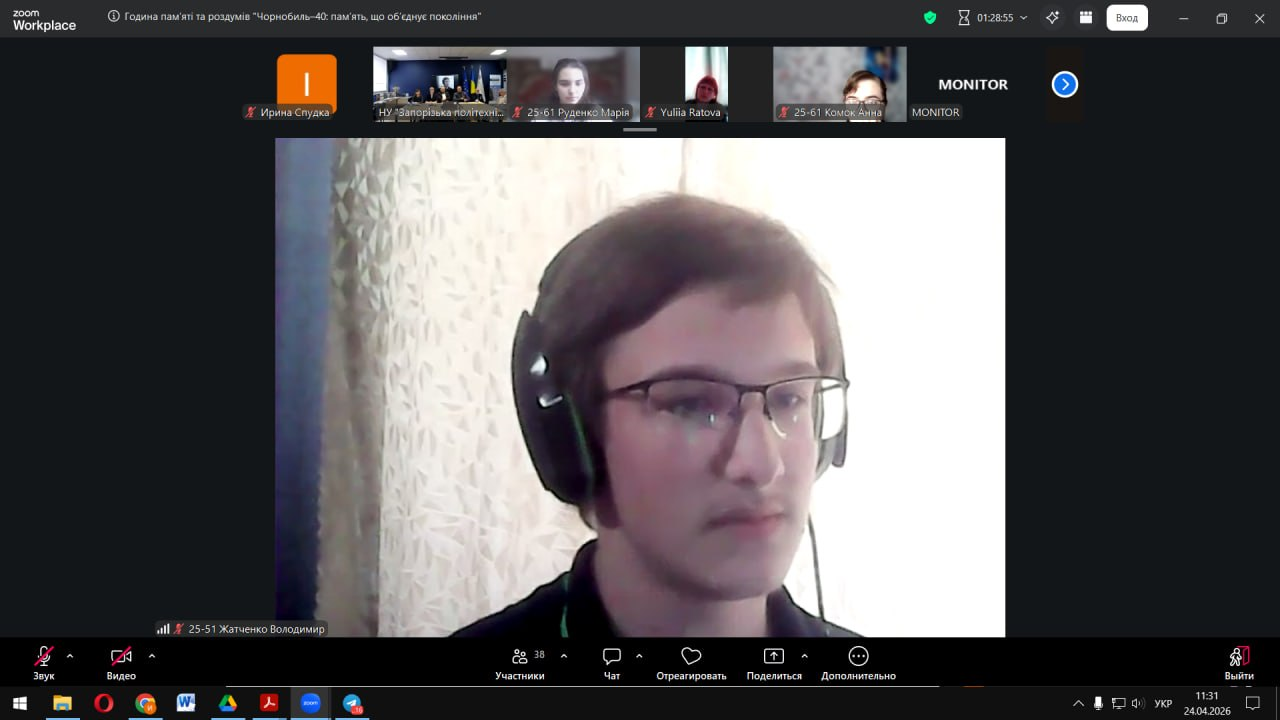 zoom
Workplace
Година пам'яті та роздумів "Чорнобиль–40: пам'ять, що об'єднує покоління"
01:28:55
Вход
І
Ирина Спудка
НУ "Запорізька політехні...
25-61 Руденко Марія
Yuliia Ratova
25-61 Комок Анна
MONITOR
MONITOR
25-51 Жатченко Володимир
Звук
Видео
38
Участники
Чат
Отреагировать
Поделиться
Дополнительно
Выйти
zoom
16
УКР
11:31
24.04.2026